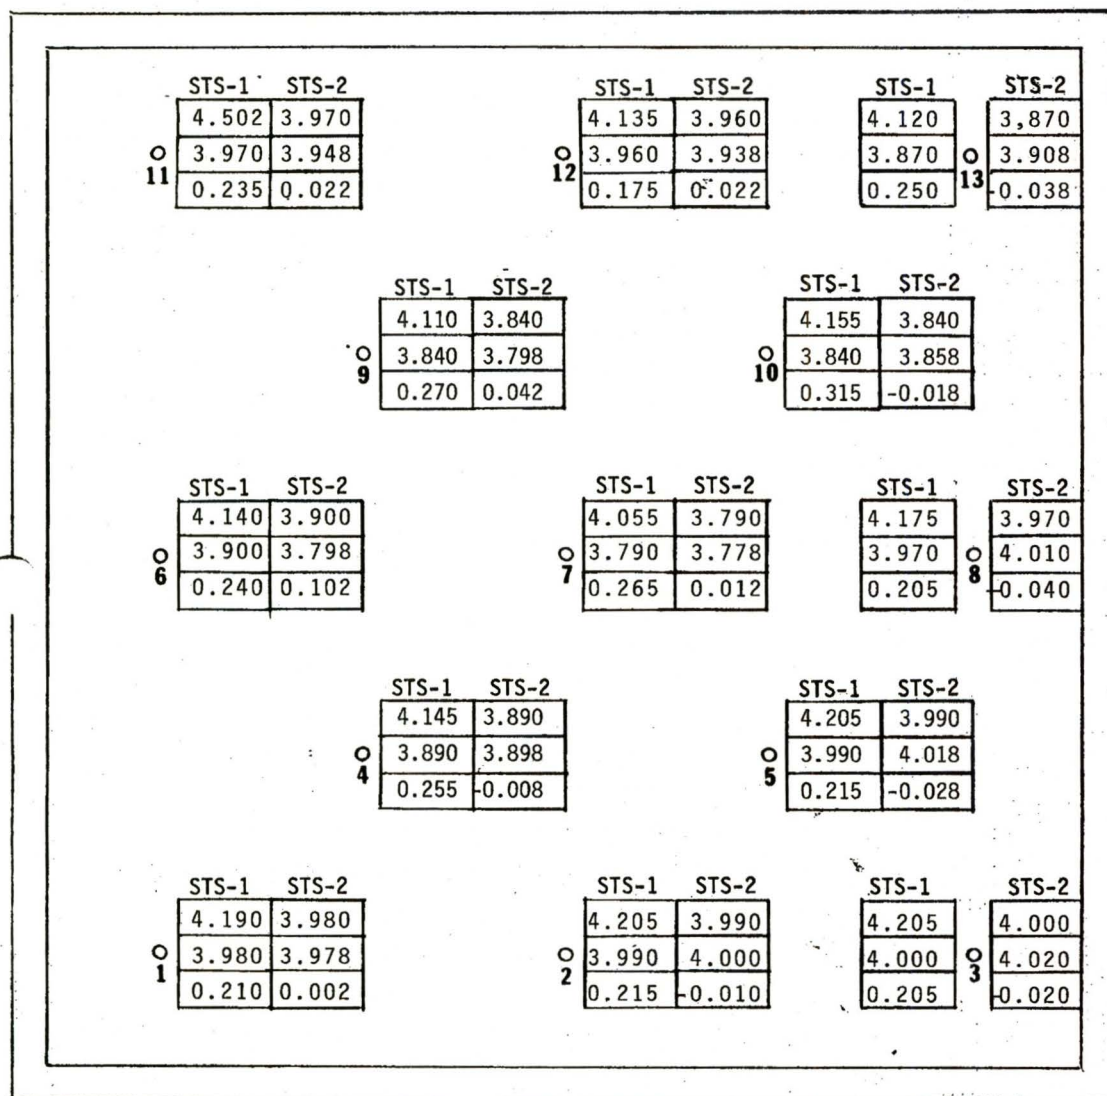 STS-1 STS-2 STS-1 STS-2 STS-1 STS-2
4.502 3.970 4.135 3.960 4.120 3,870
3.970 3.948 3.960 3.938 3.870 3.908
11 12 13
0.235 0.022 0.175 0.022 0.250 -0.038
STS-1 STS-2 STS-1 STS-2
4.110 3.840 4.155 3.840
3.840 3.798 3.840 3.858
9 10
0.270 0.042 0.315 -0.018
STS-1 STS-2 STS-1 STS-2 STS-1 STS-2
4.140 3.900 4.055 3.790 4.175 3.970
3.900 3.798 3.790 3.778 3.970 4.010
6 7 8
0.240 0.102 0.265 0.012 0.205 -0.040
STS-1 STS-2 STS-1 STS-2
4.145 3.890 4.205 3.990
3.890 3.898 3.990 4.018
4 5
0.255 -0.008 0.215 -0.028
STS-1 STS-2 STS-1 STS-2 STS-1 STS-2
4.190 3.980 4.205 3.990 4.205 4.000
3.980 3.978 3.990 4.000 4.000 4.020
1 2 3
0.210 0.002 0.215 -0.010 0.205 -0.020